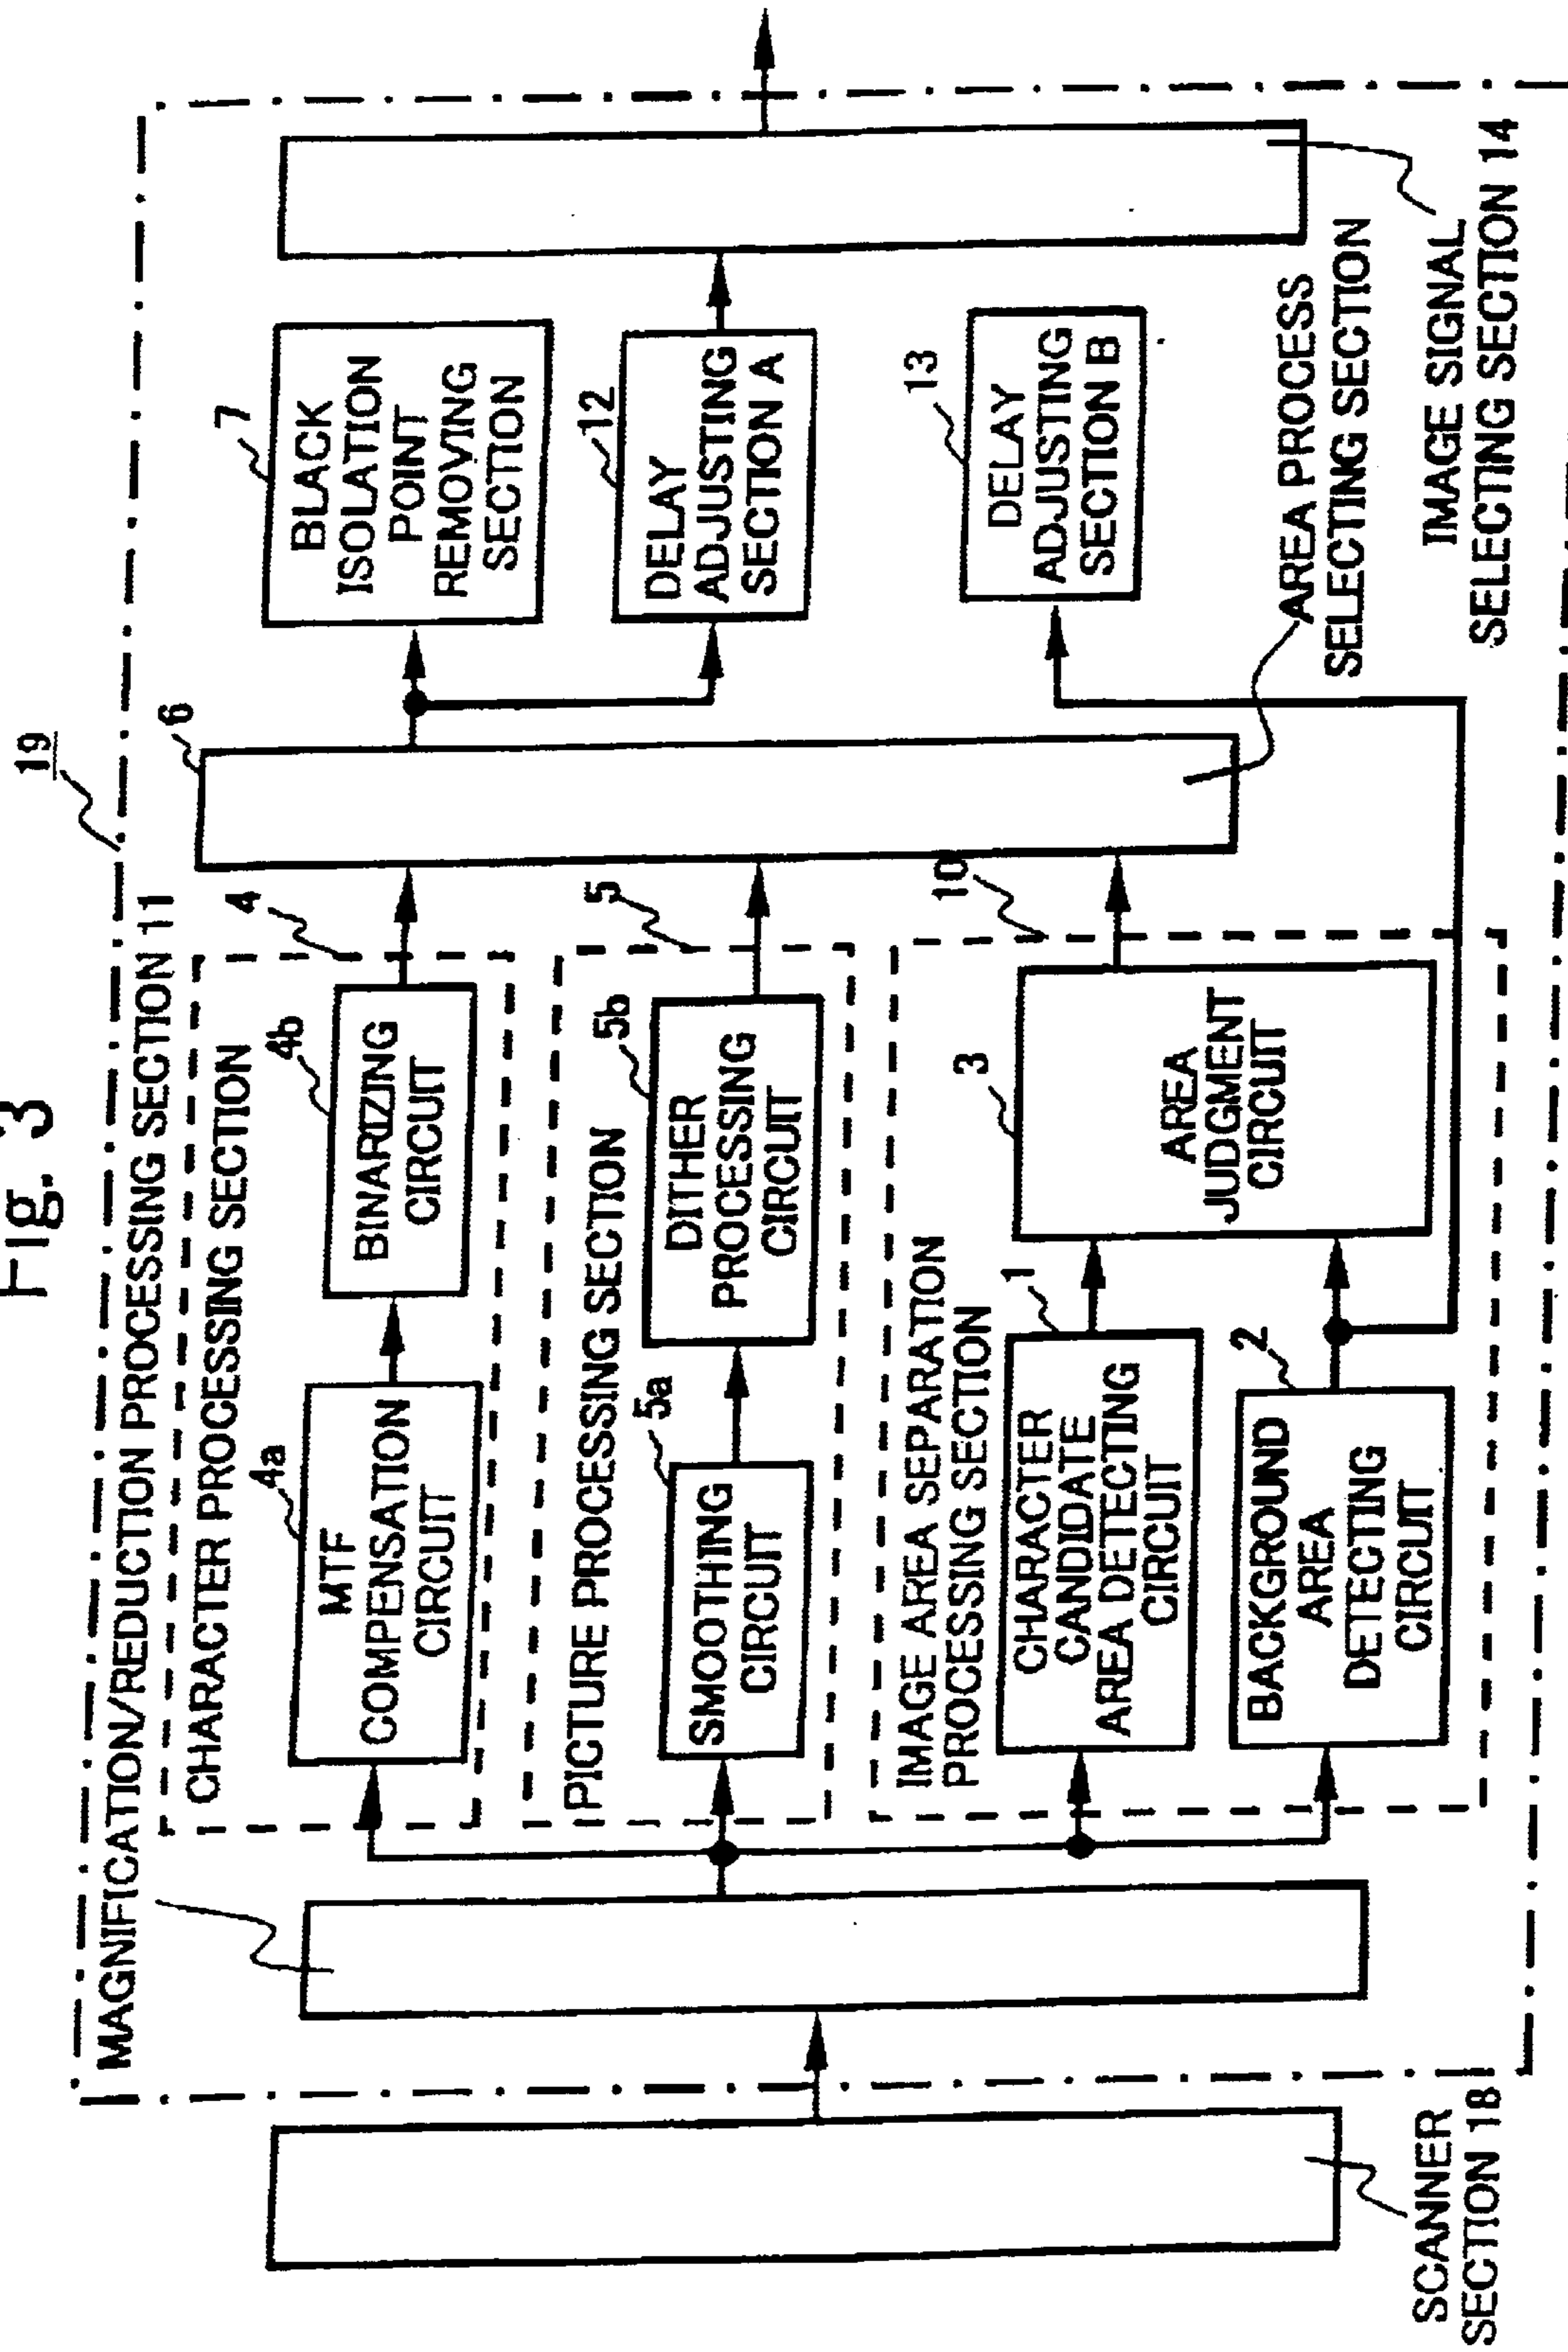 Fig. 3
19
MAGNIFICATION/REDUCTION PROCESSING SECTION 11
CHARACTER PROCESSING SECTION
4
4a
MTF
COMPENSATION
CIRCUIT
4b
BINARIZING
CIRCUIT
PICTURE PROCESSING SECTION
5
5a
SMOOTHING
CIRCUIT
5b
DITHER
PROCESSING
CIRCUIT
IMAGE AREA SEPARATION
PROCESSING SECTION
10
1
CHARACTER
CANDIDATE
AREA DETECTING
CIRCUIT
2
BACKGROUND
AREA
DETECTING
CIRCUIT
3
AREA
JUDGMENT
CIRCUIT
6
7
BLACK
ISOLATION
POINT
REMOVING
SECTION
12
DELAY
ADJUSTING
SECTION A
13
DELAY
ADJUSTING
SECTION B
AREA PROCESS
SELECTING SECTION
IMAGE SIGNAL
SELECTING SECTION 14
SCANNER
SECTION 18